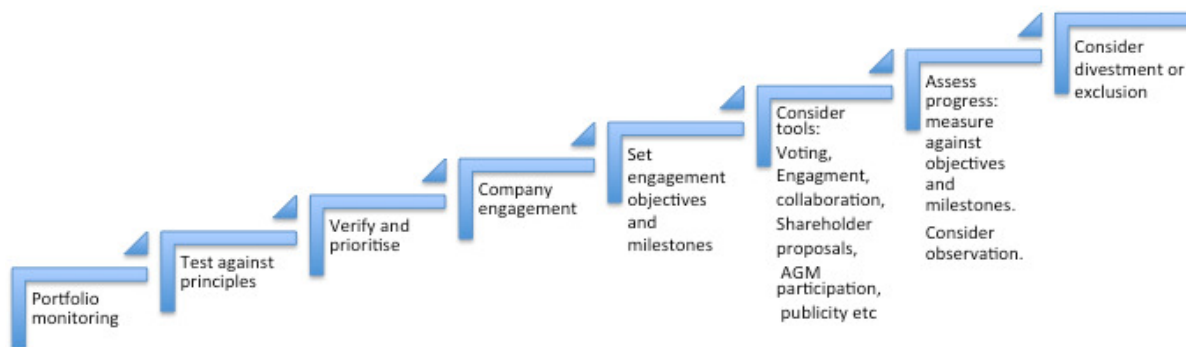 Portfolio
monitoring
Test against
principles
Verify and
prioritise
Company
engagement
Set
engagement
objectives
and
milestones
Consider
tools:
Voting,
Engagment,
collaboration,
Shareholder
proposals,
AGM
participation,
publicity etc
Assess
progress:
measure
against
objectives
and
milestones.
Consider
observation.
Consider
divestment or
exclusion